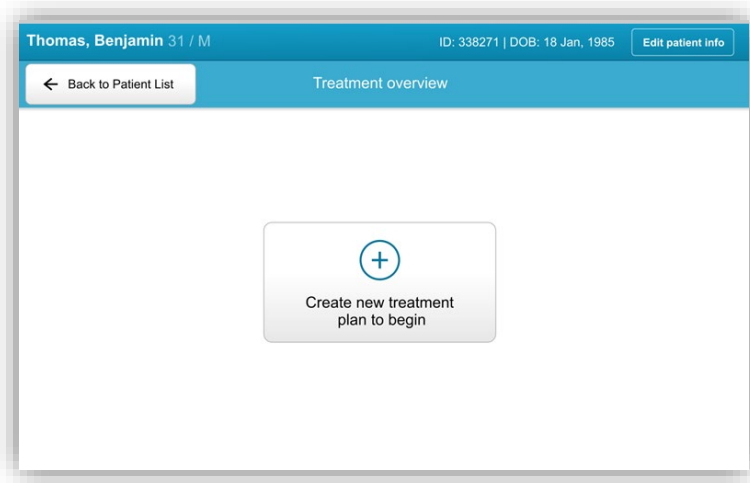 Thomas, Benjamin 31 / M
ID: 338271 | DOB: 18 Jan, 1985
Edit patient info
Back to Patient List
Treatment overview
Create new treatment
plan to begin